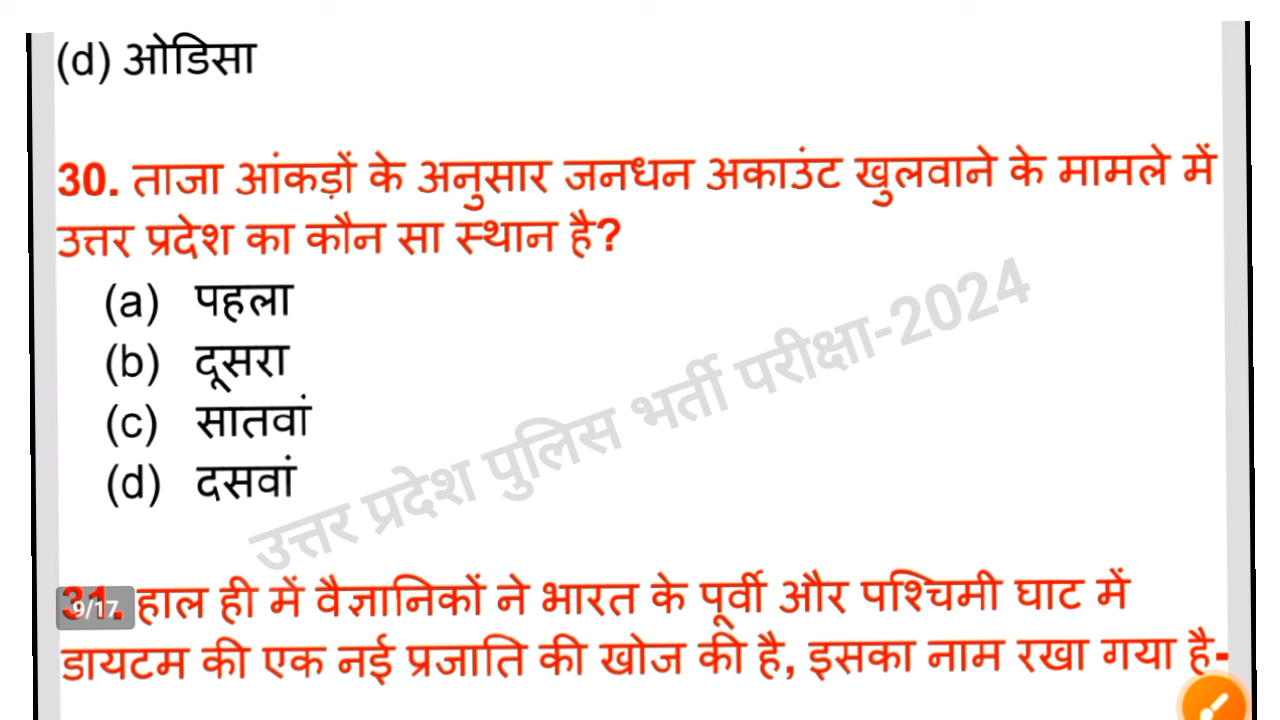 (d) ओडिसा
30. ताजा आंकड़ों के अनुसार जनधन अकाउंट खुलवाने के मामले में
उत्तर प्रदेश का कौन सा स्थान है?
(a) पहला
(b) दूसरा
(c) सातवां
(d) दसवां
उत्तर प्रदेश पुलिस भर्ती परीक्षा-2024
31. हाल ही में वैज्ञानिकों ने भारत के पूर्वी और पश्चिमी घाट में
9/17
डायटम की एक नई प्रजाति की खोज की है, इसका नाम रखा गया है-